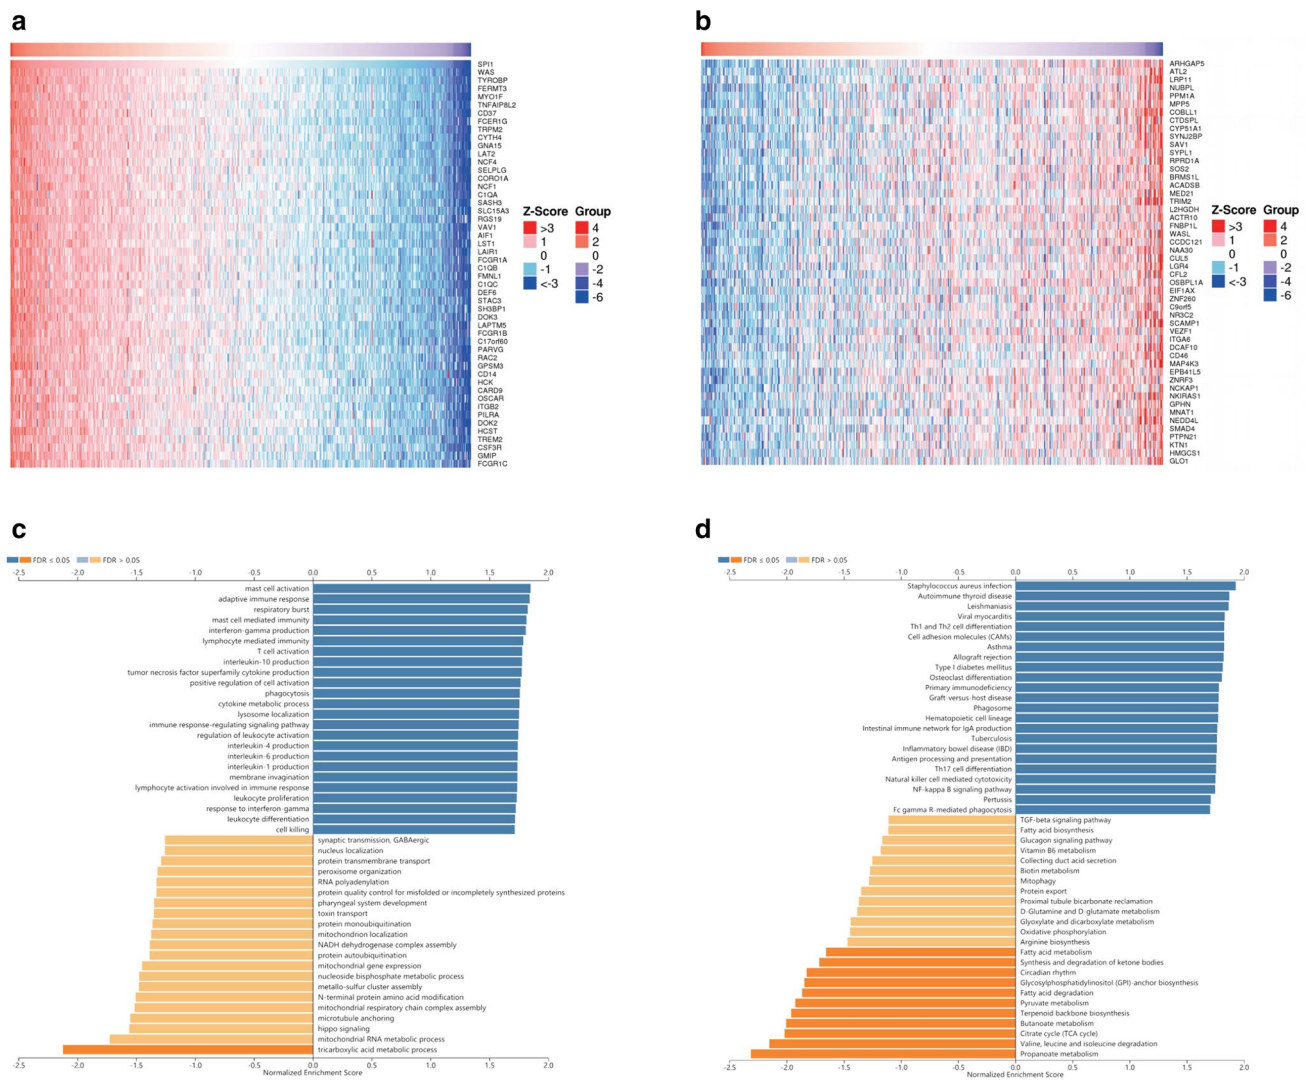 a
SPI1
WAS
TYROBP
FERMT3
MYO1F
TNFAIP8L2
CD37
FCER1G
TRPM2
CYTH4
GNA15
LAT2
NCF4
SELPLG
CORO1A
NCF1
C1QA
SASH3
SLC15A3
RGS19
VAV1
AIF1
LST1
LAIR1
FCGR1A
C1QB
FMNL1
C1QC
DEF6
STAC3
SH3BP1
DOK3
LAPTM5
FCGR1B
C17orf60
PARVG
RAC2
GPSM3
CD14
HCK
CARD9
OSCAR
ITGB2
PILRA
DOK2
HCST
TREM2
CSF3R
GMIP
FCGR1C
Z-Score Group
>3 4
1 2
0 0
-1 -2
<-3 -4
-6
b
ARHGAP5
ATL2
LRP11
NUBPL
PPM1A
MPP5
COBLL1
CTDSPL
CYP51A1
SYNJ2BP
SAV1
SYPL1
RPRD1A
SOS2
BRMS1L
ACADSB
MED21
TRIM2
L2HGDH
ACTR10
FNBP1L
WASL
CCDC121
NAA30
CUL5
LGR4
CFL2
OSBPL1A
EIF1AX
ZNF260
C9orf5
NR3C2
SCAMP1
VEZF1
ITGA6
DCAF10
CD46
MAP4K3
EPB41L5
ZNRF3
NCKAP1
NKIRAS1
GPHN
MNAT1
NEDD4L
SMAD4
PTPN21
KTN1
HMGCS1
GLO1
Z-Score Group
>3 4
1 2
0 0
-1 -2
<-3 -4
-6
c
FDR ≤ 0.05 FDR > 0.05
-2.5 -2.0 -1.5 -1.0 -0.5 0.0 0.5 1.0 1.5 2.0
mast cell activation
adaptive immune response
respiratory burst
mast cell mediated immunity
interferon-gamma production
lymphocyte mediated immunity
T cell activation
interleukin-10 production
tumor necrosis factor superfamily cytokine production
positive regulation of cell activation
phagocytosis
cytokine metabolic process
lysosome localization
immune response-regulating signaling pathway
regulation of leukocyte activation
interleukin-4 production
interleukin-6 production
interleukin-1 production
membrane invagination
lymphocyte activation involved in immune response
leukocyte proliferation
response to interferon-gamma
leukocyte differentiation
cell killing
synaptic transmission, GABAergic
nucleus localization
protein transmembrane transport
peroxisome organization
RNA polyadenylation
protein quality control for misfolded or incompletely synthesized proteins
pharyngeal system development
toxin transport
protein monoubiquitination
mitochondrion localization
NADH dehydrogenase complex assembly
protein autoubiquitination
mitochondrial gene expression
nucleoside bisphosphate metabolic process
metallo-sulfur cluster assembly
N-terminal protein amino acid modification
mitochondrial respiratory chain complex assembly
microtubule anchoring
hippo signaling
mitochondrial RNA metabolic process
tricarboxylic acid metabolic process
-2.5 -2.0 -1.5 -1.0 -0.5 0.0 0.5 1.0 1.5 2.0
Normalized Enrichment Score
d
FDR ≤ 0.05 FDR > 0.05
-2.5 -2.0 -1.5 -1.0 -0.5 0.0 0.5 1.0 1.5 2.0
Staphylococcus aureus infection
Autoimmune thyroid disease
Leishmaniasis
Viral myocarditis
Th1 and Th2 cell differentiation
Cell adhesion molecules (CAMs)
Asthma
Allograft rejection
Type I diabetes mellitus
Osteoclast differentiation
Primary immunodeficiency
Graft-versus-host disease
Phagosome
Hematopoietic cell lineage
Intestinal immune network for IgA production
Tuberculosis
Inflammatory bowel disease (IBD)
Antigen processing and presentation
Th17 cell differentiation
Natural killer cell mediated cytotoxicity
NF-kappa B signaling pathway
Pertussis
Fc gamma R-mediated phagocytosis
TGF-beta signaling pathway
Fatty acid biosynthesis
Glucagon signaling pathway
Vitamin B6 metabolism
Collecting duct acid secretion
Biotin metabolism
Mitophagy
Protein export
Proximal tubule bicarbonate reclamation
D-Glutamine and D-glutamate metabolism
Glyoxylate and dicarboxylate metabolism
Oxidative phosphorylation
Arginine biosynthesis
Fatty acid metabolism
Synthesis and degradation of ketone bodies
Circadian rhythm
Glycosylphosphatidylinositol (GPI)-anchor biosynthesis
Fatty acid degradation
Pyruvate metabolism
Terpenoid backbone biosynthesis
Butanoate metabolism
Citrate cycle (TCA cycle)
Valine, leucine and isoleucine degradation
Propanoate metabolism
-2.5 -2.0 -1.5 -1.0 -0.5 0.0 0.5 1.0 1.5 2.0
Normalized Enrichment Score